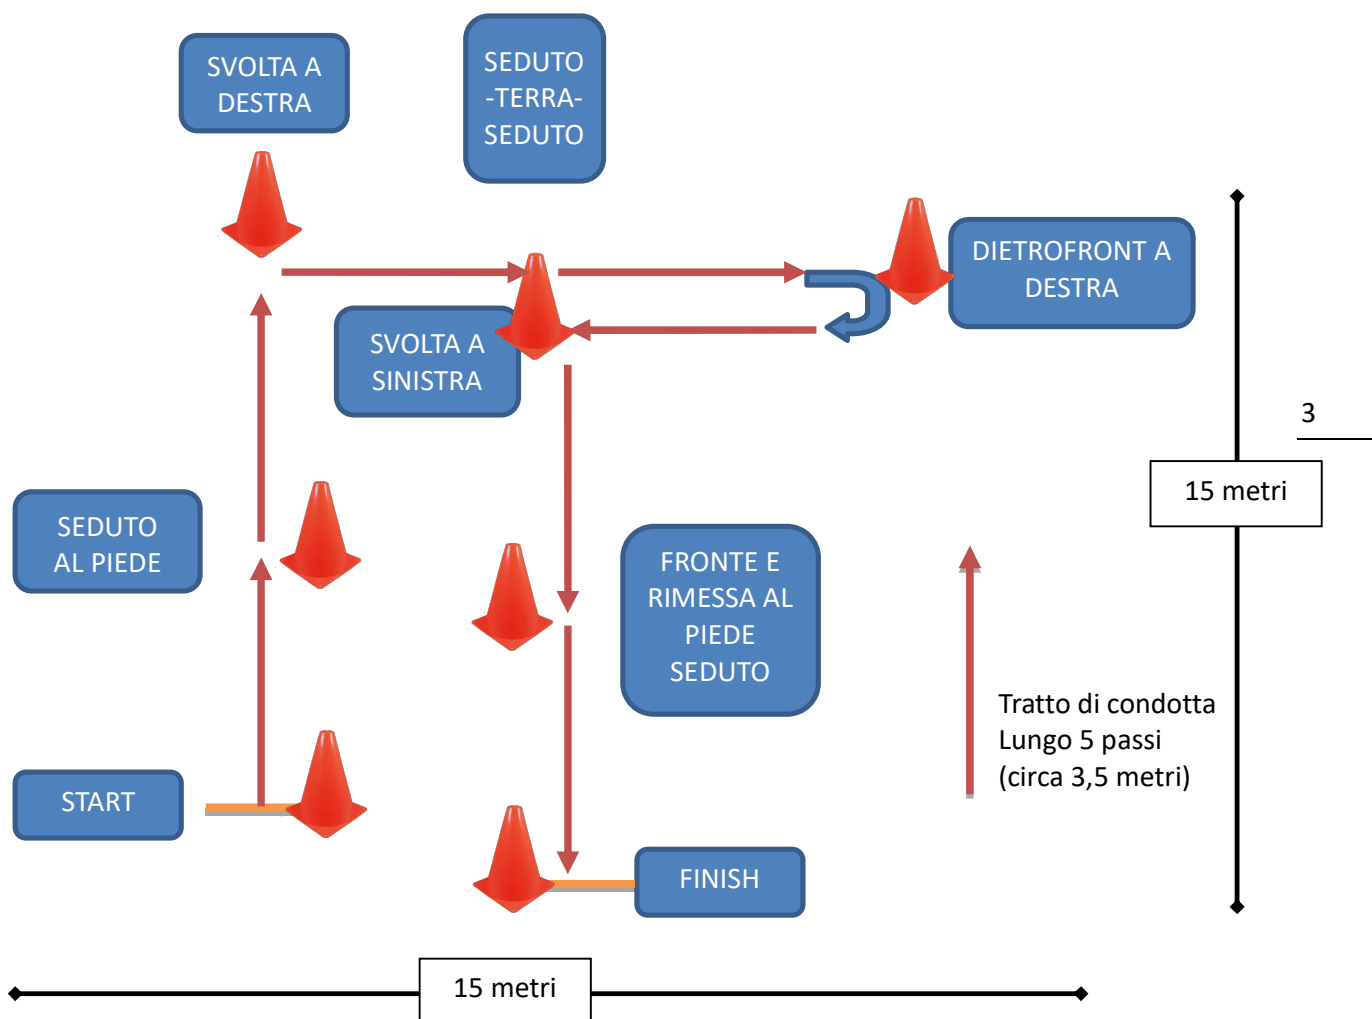 SVOLTA A
DESTRA
SEDUTO
-TERRA-
SEDUTO
DIETROFRONT A
DESTRA
SVOLTA A
SINISTRA
3
15 metri
SEDUTO
AL PIEDE
FRONTE E
RIMESSA AL
PIEDE
SEDUTO
Tratto di condotta
Lungo 5 passi
(circa 3,5 metri)
START
FINISH
15 metri